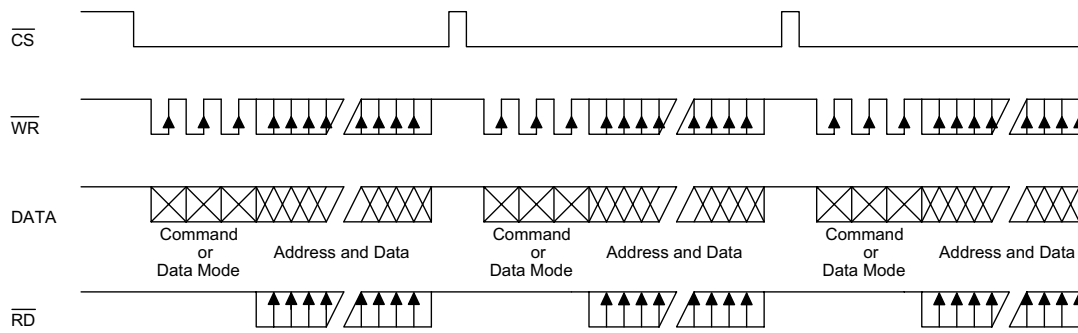 CS
WR
DATA
Command
or
Data Mode
Address and Data
Command
or
Data Mode
Address and Data
Command
or
Data Mode
Address and Data
RD